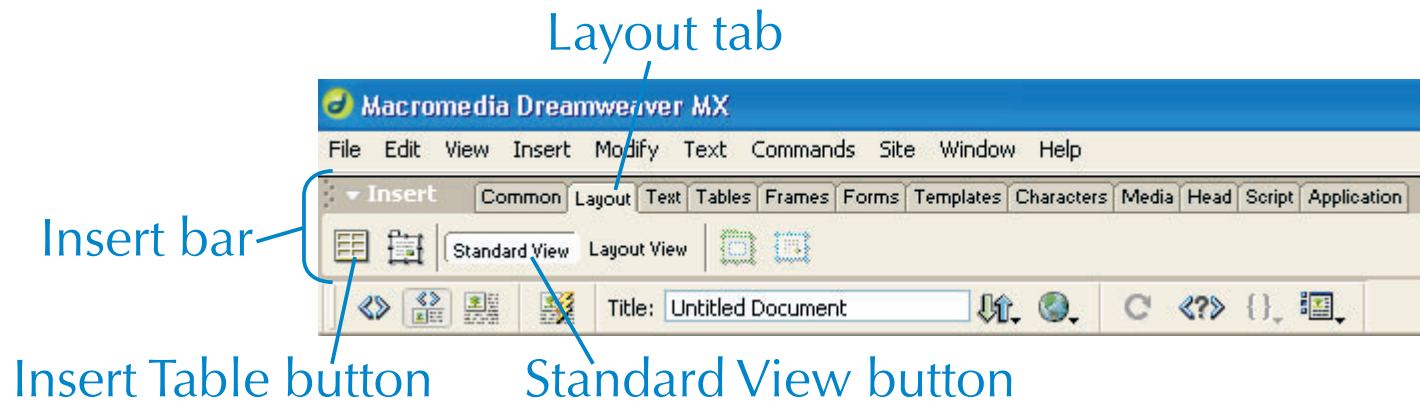 Layout tab
Macromedia Dreamweaver MX
File Edit View Insert Modify Text Commands Site Window Help
Insert Common Layout Text Tables Frames Forms Templates Characters Media Head Script Application
Insert bar
Standard View Layout View
Title: Untitled Document
Insert Table button Standard View button